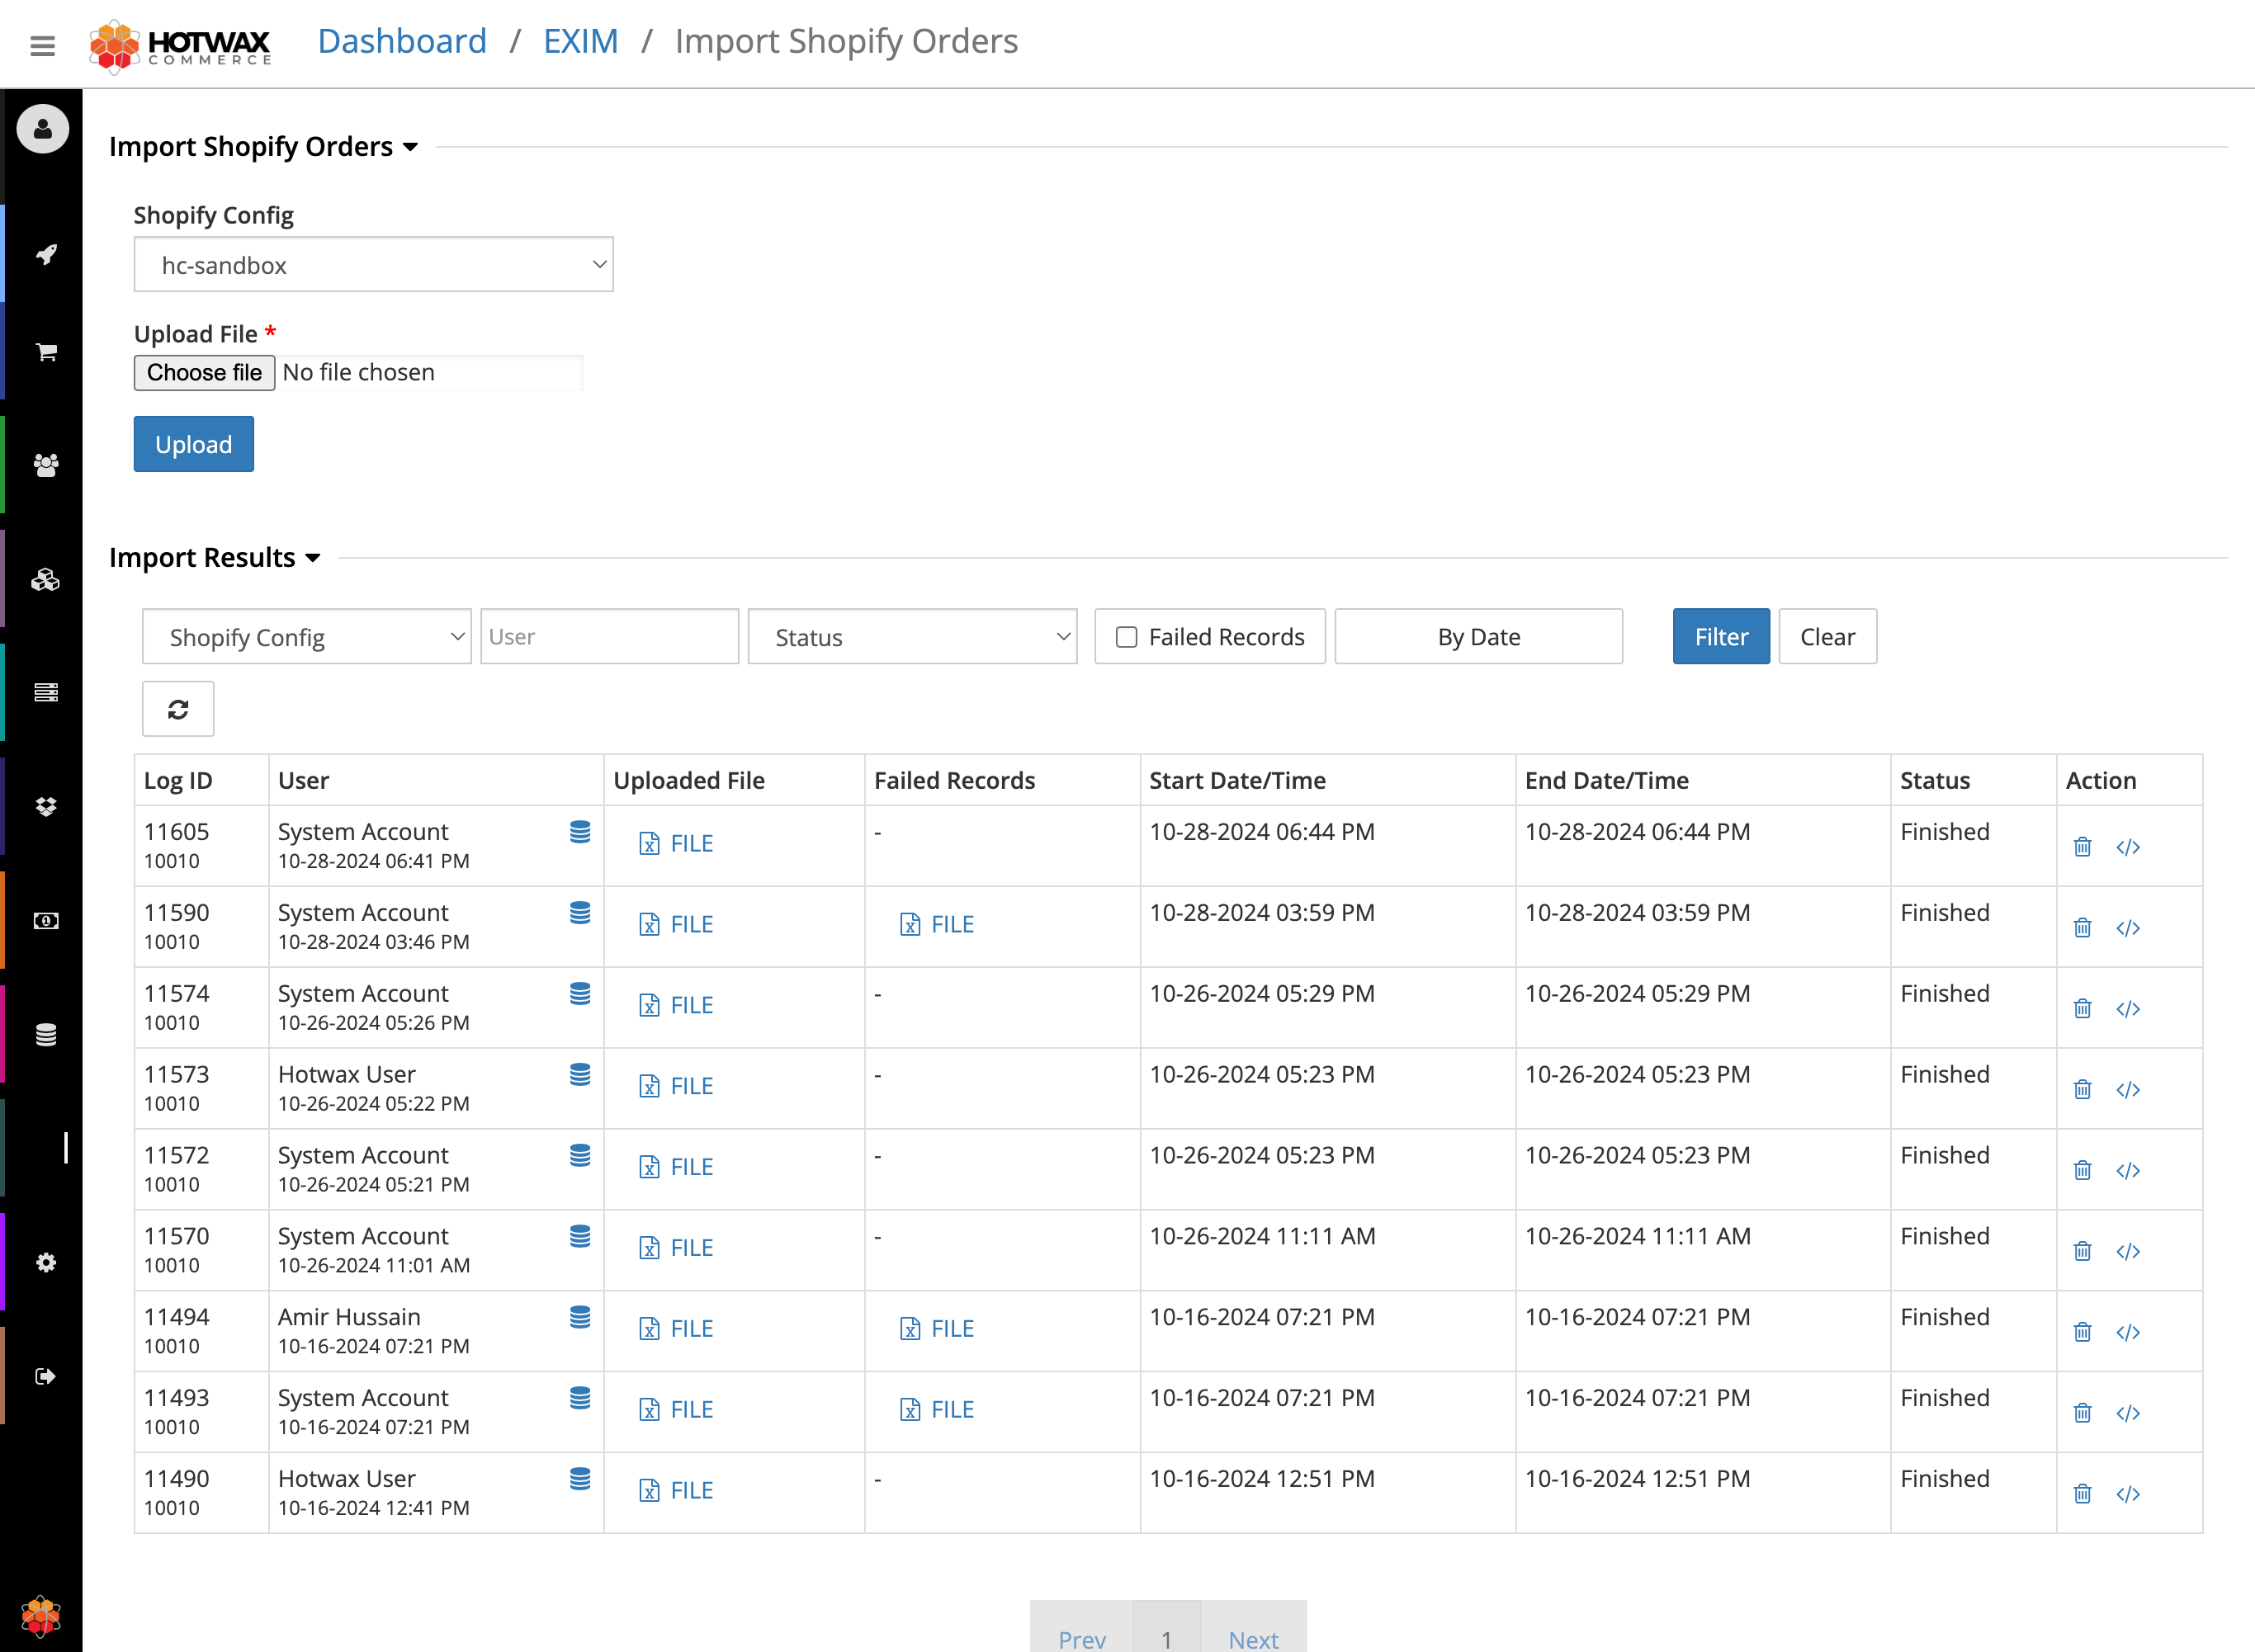 HOTWAX
COMMERCE
Dashboard / EXIM / Import Shopify Orders
Import Shopify Orders
Shopify Config
hc-sandbox
Upload File *
Choose file No file chosen
Upload
Import Results
Shopify Config User Status Failed Records By Date Filter Clear
Log ID User Uploaded File Failed Records Start Date/Time End Date/Time Status Action
11605 System Account FILE - 10-28-2024 06:44 PM 10-28-2024 06:44 PM Finished
10010 10-28-2024 06:41 PM
11590 System Account FILE FILE 10-28-2024 03:59 PM 10-28-2024 03:59 PM Finished
10010 10-28-2024 03:46 PM
11574 System Account FILE - 10-26-2024 05:29 PM 10-26-2024 05:29 PM Finished
10010 10-26-2024 05:26 PM
11573 Hotwax User FILE - 10-26-2024 05:23 PM 10-26-2024 05:23 PM Finished
10010 10-26-2024 05:22 PM
11572 System Account FILE - 10-26-2024 05:23 PM 10-26-2024 05:23 PM Finished
10010 10-26-2024 05:21 PM
11570 System Account FILE - 10-26-2024 11:11 AM 10-26-2024 11:11 AM Finished
10010 10-26-2024 11:01 AM
11494 Amir Hussain FILE FILE 10-16-2024 07:21 PM 10-16-2024 07:21 PM Finished
10010 10-16-2024 07:21 PM
11493 System Account FILE FILE 10-16-2024 07:21 PM 10-16-2024 07:21 PM Finished
10010 10-16-2024 07:21 PM
11490 Hotwax User FILE - 10-16-2024 12:51 PM 10-16-2024 12:51 PM Finished
10010 10-16-2024 12:41 PM
Prev 1 Next